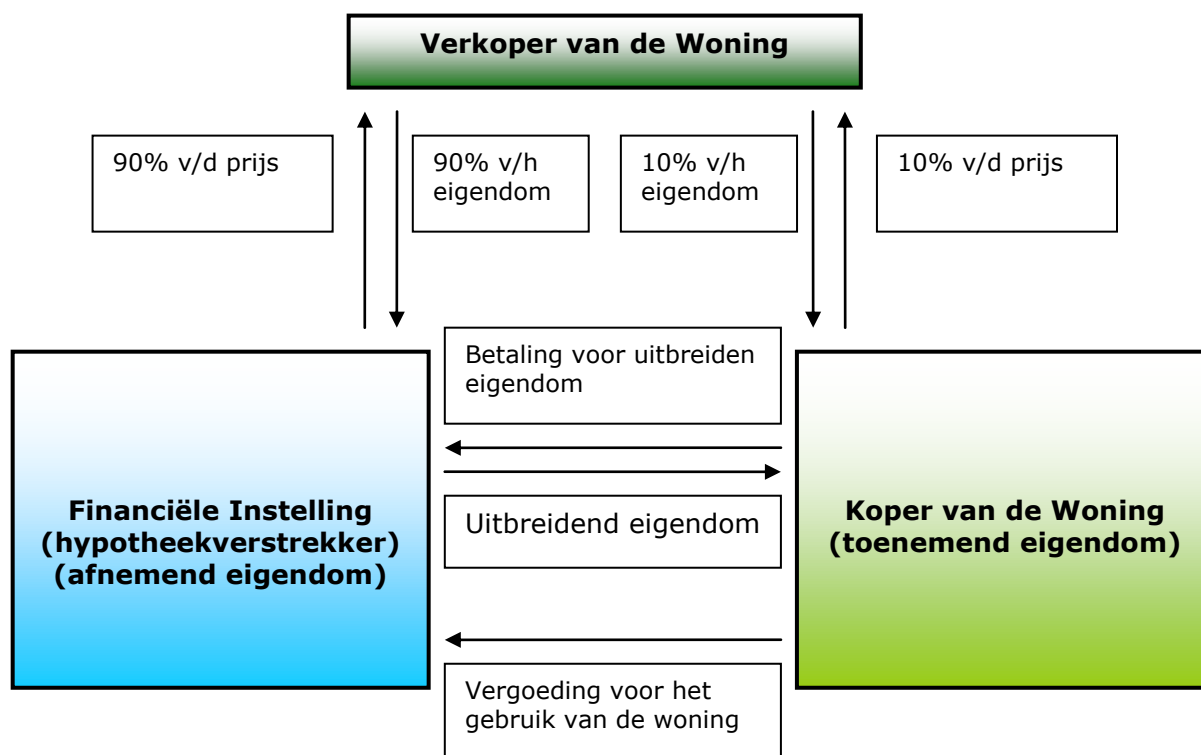 Verkoper van de Woning
90% v/d prijs
90% v/h
eigendom
10% v/h
eigendom
10% v/d prijs
Betaling voor uitbreiden
eigendom
Financiële Instelling
(hypotheekverstrekker)
(afnemend eigendom)
Uitbreidend eigendom
Koper van de Woning
(toenemend eigendom)
Vergoeding voor het
gebruik van de woning